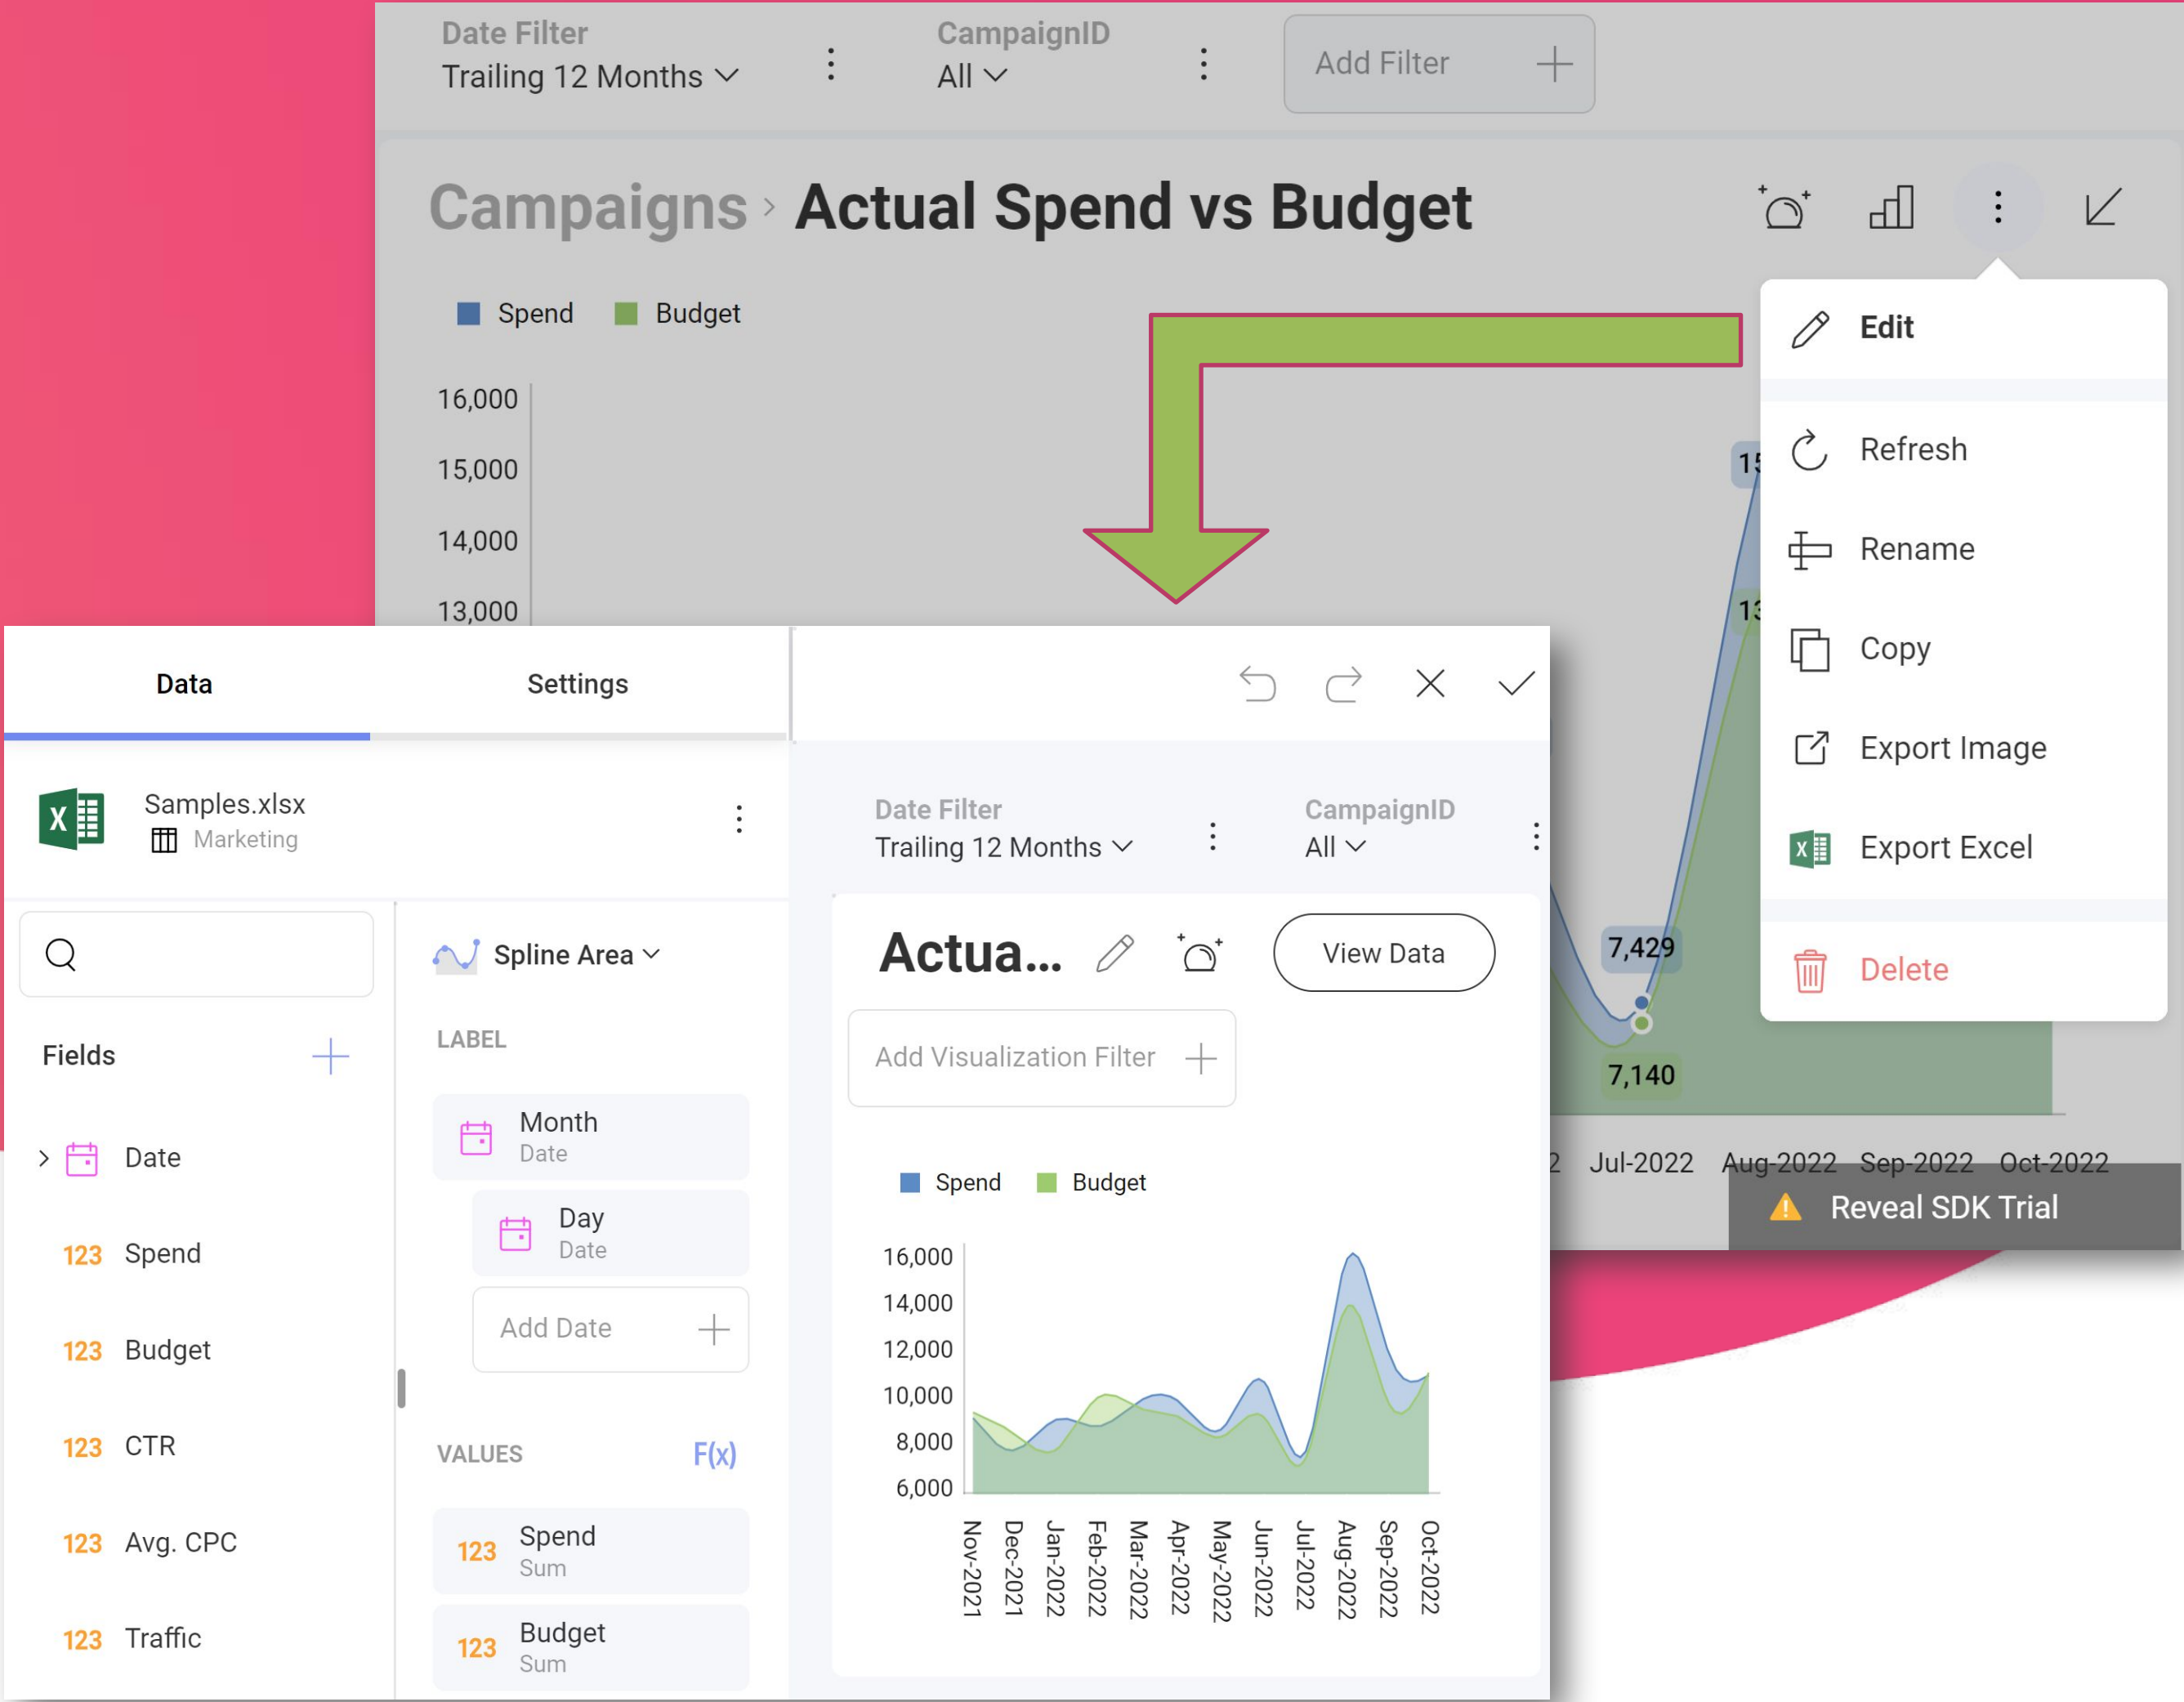 Date Filter
Trailing 12 Months
CampaignID
All
Add Filter
Campaigns > Actual Spend vs Budget
Spend
Budget
16,000
15,000
14,000
13,000
Edit
Refresh
Rename
Copy
Export Image
Export Excel
Delete
7,429
7,140
Jul-2022
Aug-2022
Sep-2022
Oct-2022
Reveal SDK Trial
Data
Settings
Samples.xlsx
Marketing
Fields
Date
123 Spend
123 Budget
123 CTR
123 Avg. CPC
123 Traffic
Spline Area
LABEL
Month
Date
Day
Date
Add Date
VALUES
F(x)
123 Spend
Sum
123 Budget
Sum
Date Filter
Trailing 12 Months
CampaignID
All
Actua...
View Data
Add Visualization Filter
Spend
Budget
16,000
14,000
12,000
10,000
8,000
6,000
Nov-2021
Dec-2021
Jan-2022
Feb-2022
Mar-2022
Apr-2022
May-2022
Jun-2022
Jul-2022
Aug-2022
Sep-2022
Oct-2022